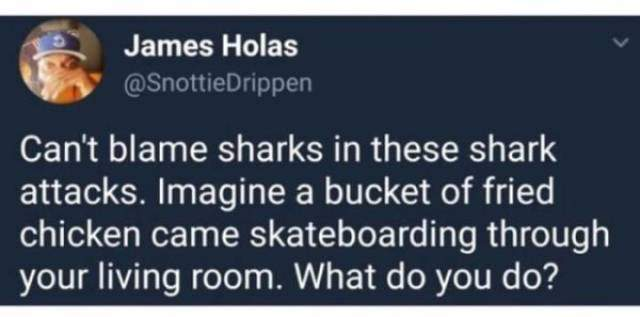 James Holas
@SnottieDrippen
Can't blame sharks in these shark
attacks. Imagine a bucket of fried
chicken came skateboarding through
your living room. What do you do?